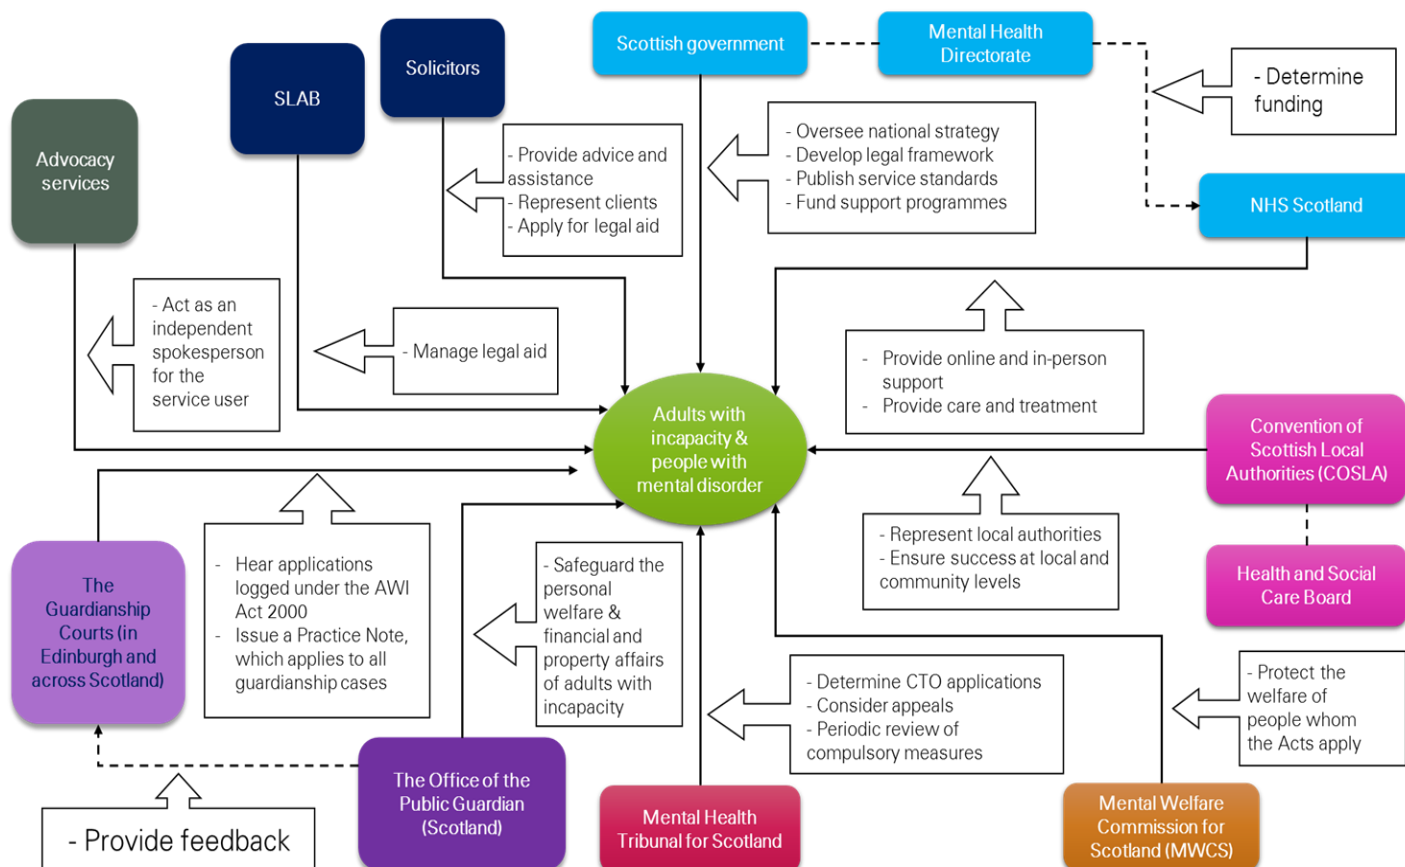 Scottish government
Mental Health
Directorate
- Determine
funding
Solicitors
SLAB
Advocacy
services
- Provide advice and
assistance
- Represent clients
- Apply for legal aid
- Oversee national strategy
- Develop legal framework
- Publish service standards
- Fund support programmes
NHS Scotland
- Act as an
independent
spokesperson
for the
service user
- Manage legal aid
- Provide online and in-person
support
- Provide care and treatment
Adults with
incapacity &
people with
mental disorder
Convention of
Scottish Local
Authorities (COSLA)
- Represent local authorities
- Ensure success at local and
community levels
Health and Social
Care Board
The
Guardianship
Courts (in
Edinburgh and
across Scotland)
- Hear applications
logged under the AWI
Act 2000
- Issue a Practice Note,
which applies to all
guardianship cases
- Safeguard the
personal
welfare &
financial and
property affairs
of adults with
incapacity
- Determine CTO applications
- Consider appeals
- Periodic review of
compulsory measures
- Protect the
welfare of
people whom
the Acts apply
- Provide feedback
The Office of the
Public Guardian
(Scotland)
Mental Health
Tribunal for Scotland
Mental Welfare
Commission for
Scotland (MWCS)